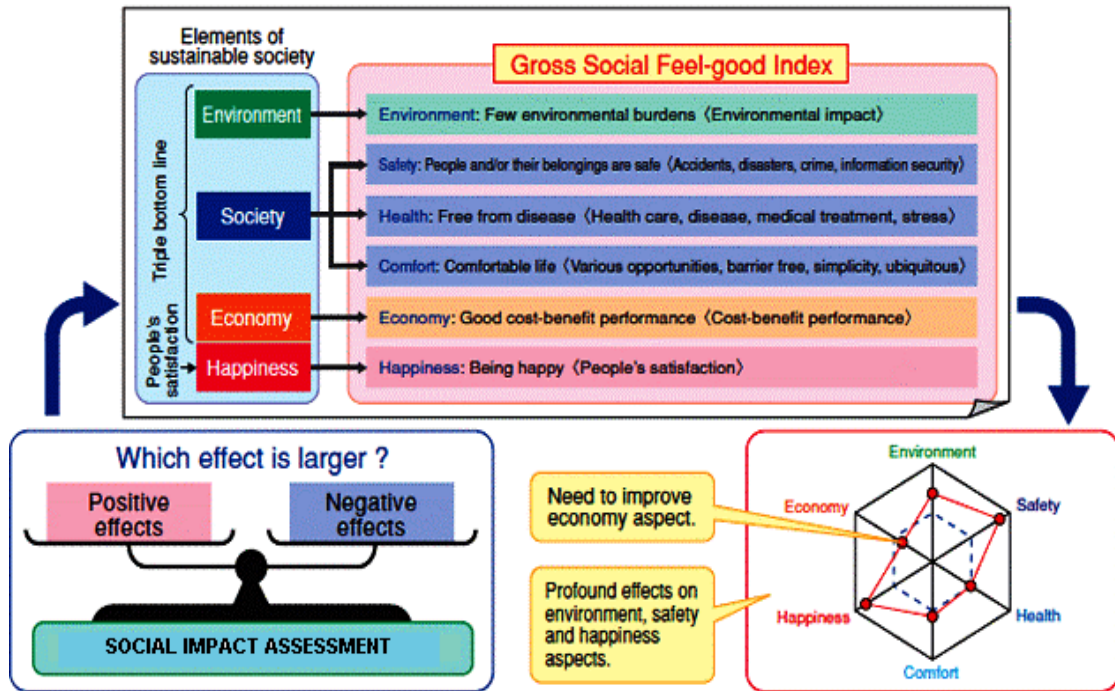 Elements of
sustainable society
Gross Social Feel-good Index
Triple bottom line
People's
satisfaction
Environment
Society
Economy
Happiness
Environment: Few environmental burdens〈Environmental impact〉
Safety: People and/or their belongings are safe〈Accidents, disasters, crime, information security〉
Health: Free from disease〈Health care, disease, medical treatment, stress〉
Comfort: Comfortable life〈Various opportunities, barrier free, simplicity, ubiquitous〉
Economy: Good cost-benefit performance〈Cost-benefit performance〉
Happiness: Being happy〈People's satisfaction〉
Which effect is larger ?
Positive
effects
Negative
effects
SOCIAL IMPACT ASSESSMENT
Need to improve
economy aspect.
Profound effects on
environment, safety
and happiness
aspects.
Environment
Economy
Safety
Happiness
Health
Comfort